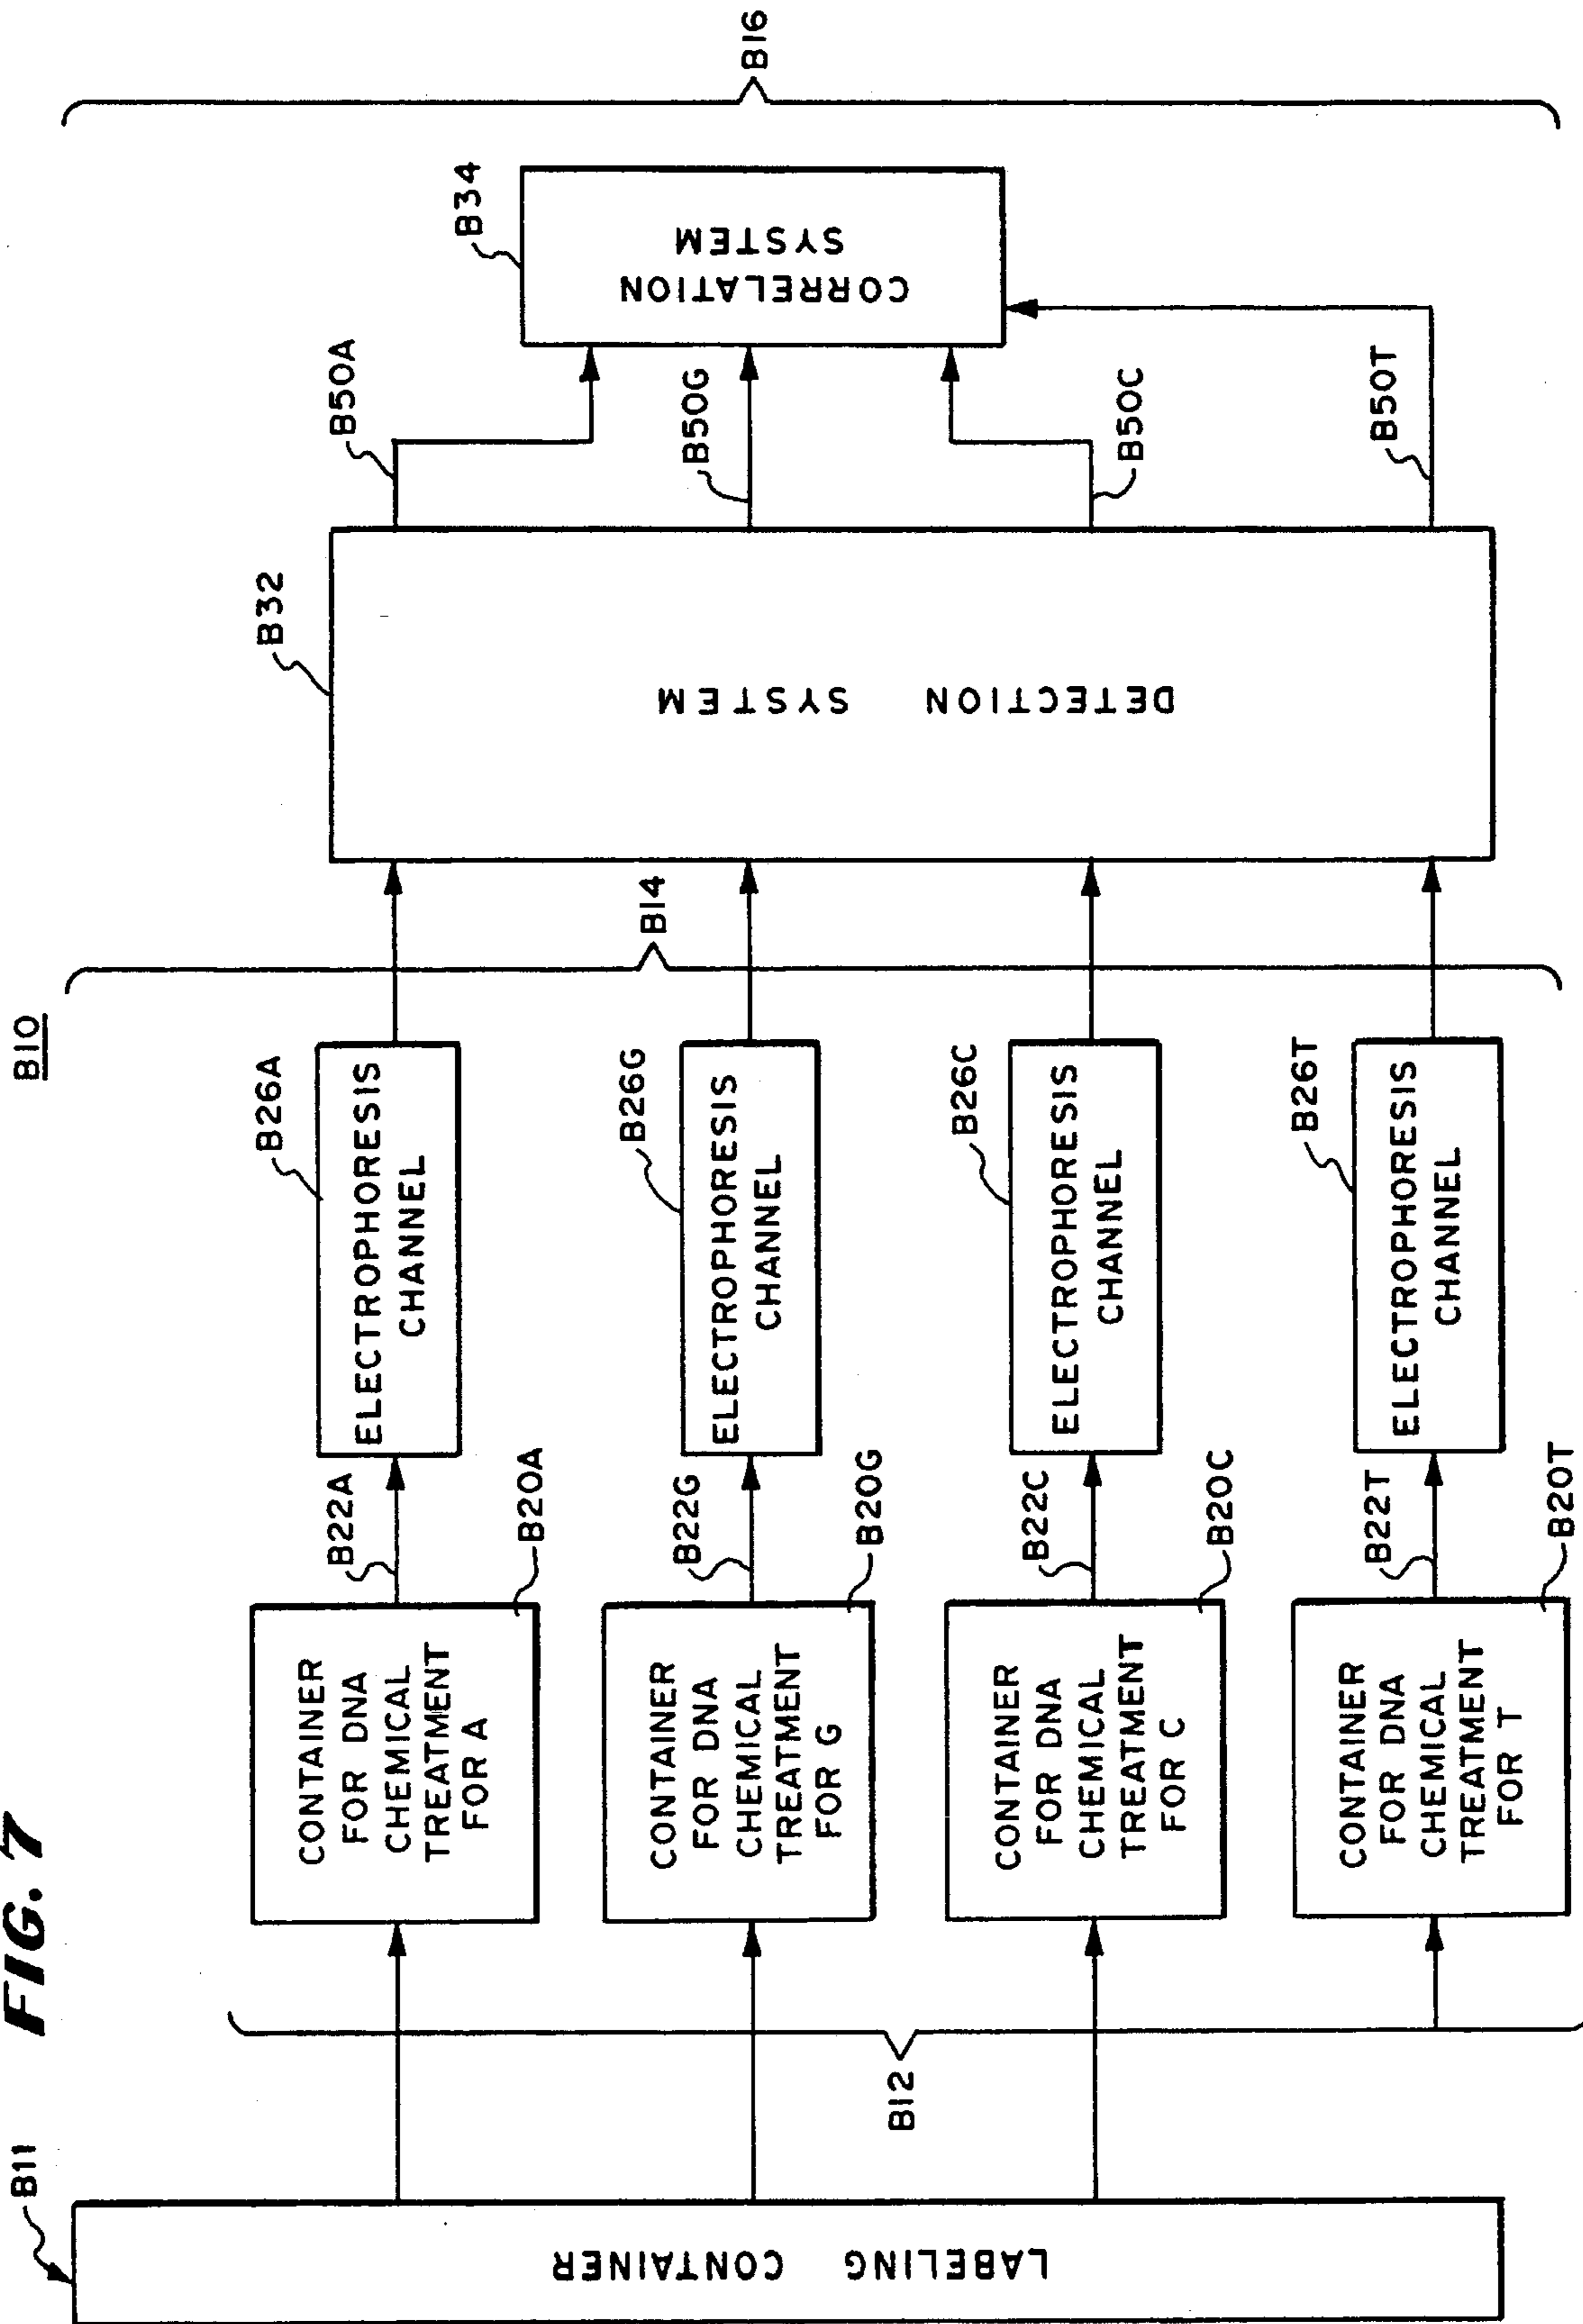 FIG. 7
B10
B11
LABELING CONTAINER
B12
CONTAINER
FOR DNA
CHEMICAL
TREATMENT
FOR A
B20A
B22A
ELECTROPHORESIS
CHANNEL
B26A
CONTAINER
FOR DNA
CHEMICAL
TREATMENT
FOR G
B20G
B22G
ELECTROPHORESIS
CHANNEL
B26G
CONTAINER
FOR DNA
CHEMICAL
TREATMENT
FOR C
B20C
B22C
ELECTROPHORESIS
CHANNEL
B26C
CONTAINER
FOR DNA
CHEMICAL
TREATMENT
FOR T
B20T
B22T
ELECTROPHORESIS
CHANNEL
B26T
B14
B32
DETECTION SYSTEM
B50A
B50G
B50C
B50T
B34
CORRELATION
SYSTEM
B16